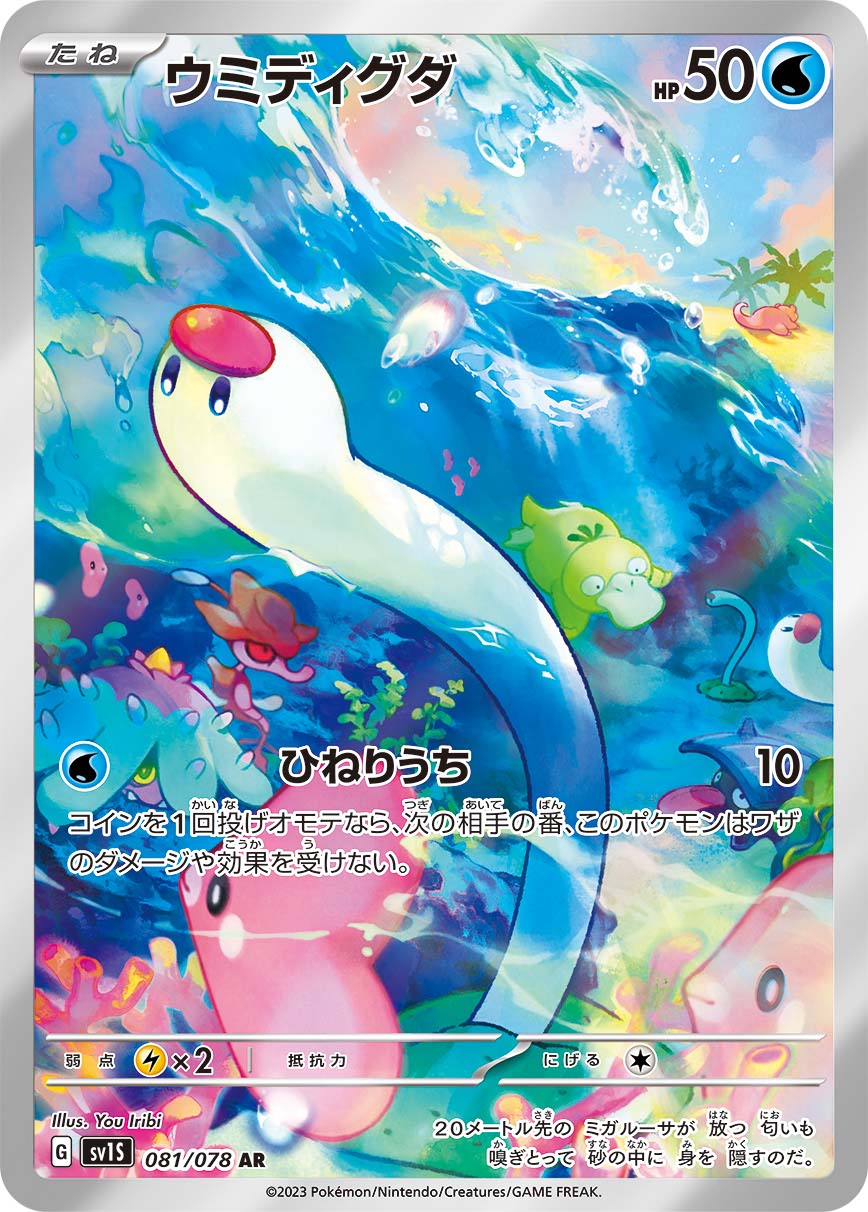 たね ウミディグダ HP50
ひねりうち 10
コインを1回投げオモテなら、次の相手の番、このポケモンはワザ
のダメージや効果を受けない。
弱点 ×2 抵抗力 にげる
Illus. You Iribi
20メートル先の ミガルーサが 放つ 匂いも
嗅ぎとって 砂の中に 身を 隠すのだ。
G sv1S 081/078 AR
©2023 Pokémon/Nintendo/Creatures/GAME FREAK.